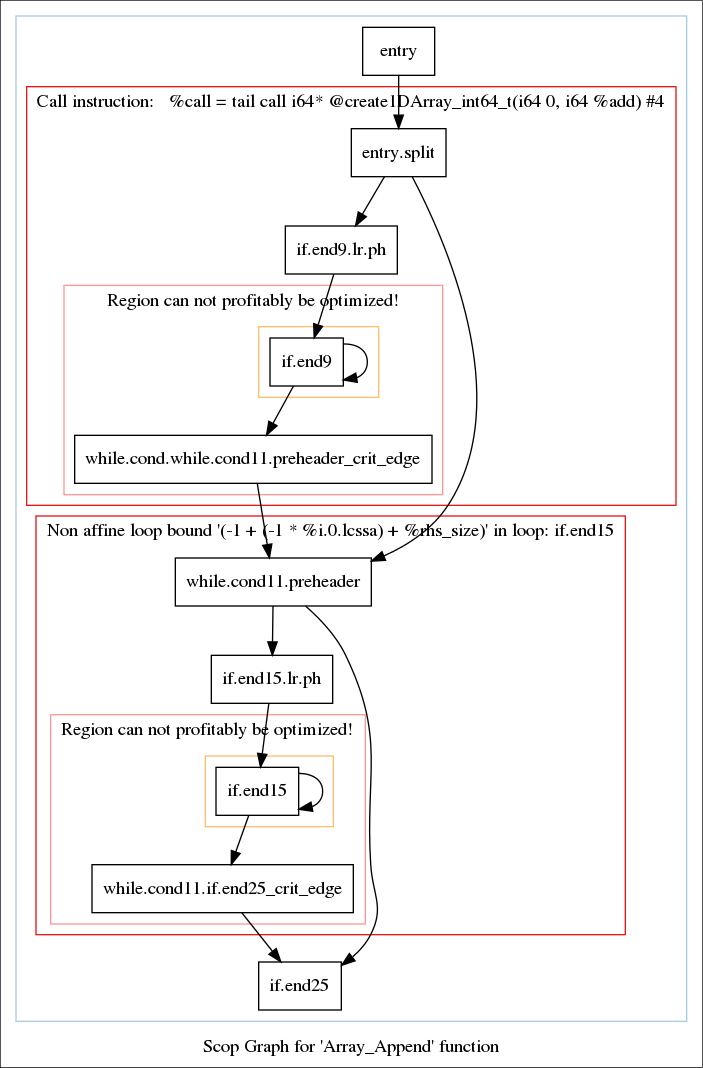 entry
Call instruction: %call = tail call i64* @create1DArray_int64_t(i64 0, i64 %add) #4
entry.split
if.end9.lr.ph
Region can not profitably be optimized!
if.end9
while.cond.while.cond11.preheader_crit_edge
Non affine loop bound '(-1 + (-1 * %i.0.lcssa) + %rhs_size)' in loop: if.end15
while.cond11.preheader
if.end15.lr.ph
Region can not profitably be optimized!
if.end15
while.cond11.if.end25_crit_edge
if.end25
Scop Graph for 'Array_Append' function